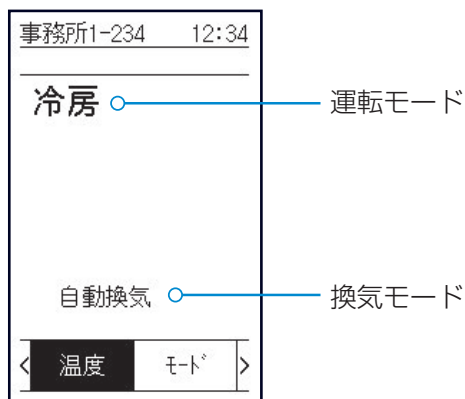 事務所1-234 12:34
冷房 運転モード
自動換気 換気モード
< 温度 ﾓｰﾄﾞ >